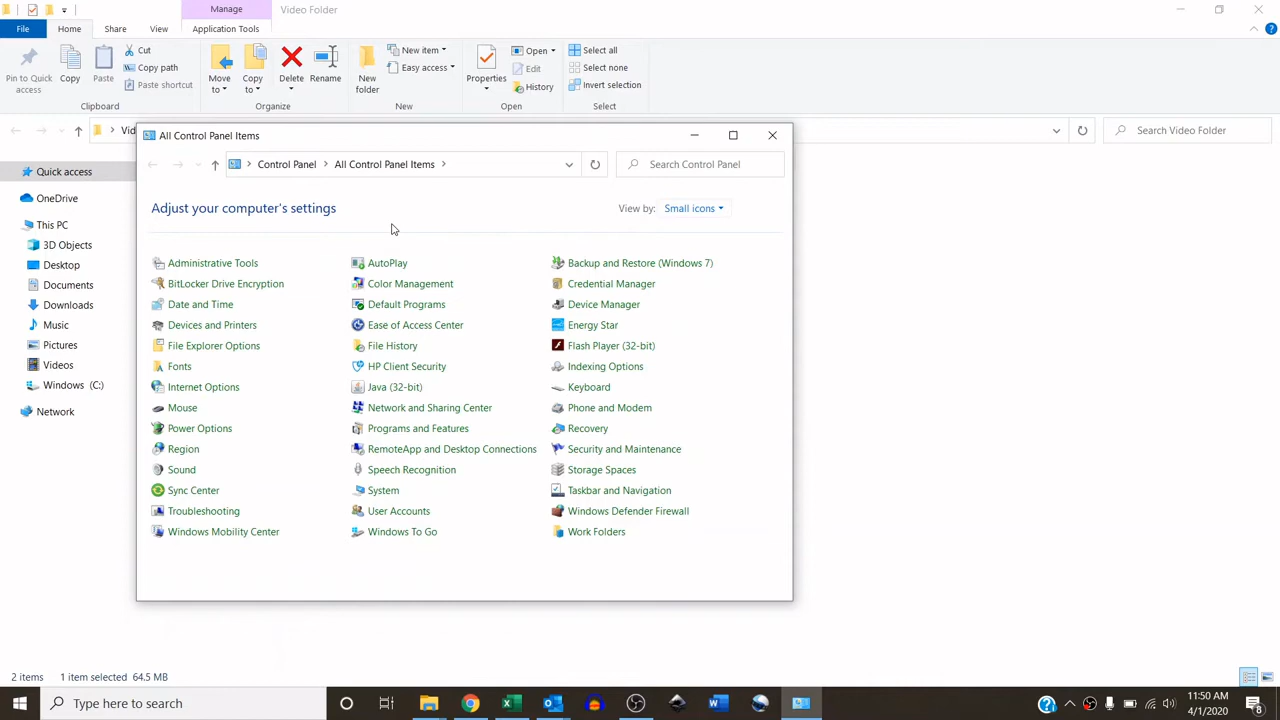 Manage
Video Folder
File
Home
Share
View
Application Tools
Pin to Quick access
Copy
Paste
Cut
Copy path
Paste shortcut
Move to
Copy to
Delete
Rename
New folder
New item
Easy access
Properties
Open
Edit
History
Select all
Select none
Invert selection
Clipboard
Organize
New
Open
Select
Search Video Folder
All Control Panel Items
Control Panel
All Control Panel Items
Search Control Panel
Quick access
OneDrive
This PC
3D Objects
Desktop
Documents
Downloads
Music
Pictures
Videos
Windows (C:)
Network
Adjust your computer's settings
View by: Small icons
Administrative Tools
AutoPlay
Backup and Restore (Windows 7)
BitLocker Drive Encryption
Color Management
Credential Manager
Date and Time
Default Programs
Device Manager
Devices and Printers
Ease of Access Center
Energy Star
File Explorer Options
File History
Flash Player (32-bit)
Fonts
HP Client Security
Indexing Options
Internet Options
Java (32-bit)
Keyboard
Mouse
Network and Sharing Center
Phone and Modem
Power Options
Programs and Features
Recovery
Region
RemoteApp and Desktop Connections
Security and Maintenance
Sound
Speech Recognition
Storage Spaces
Sync Center
System
Taskbar and Navigation
Troubleshooting
User Accounts
Windows Defender Firewall
Windows Mobility Center
Windows To Go
Work Folders
2 items
1 item selected 64.5 MB
Type here to search
11:50 AM
4/1/2020
8